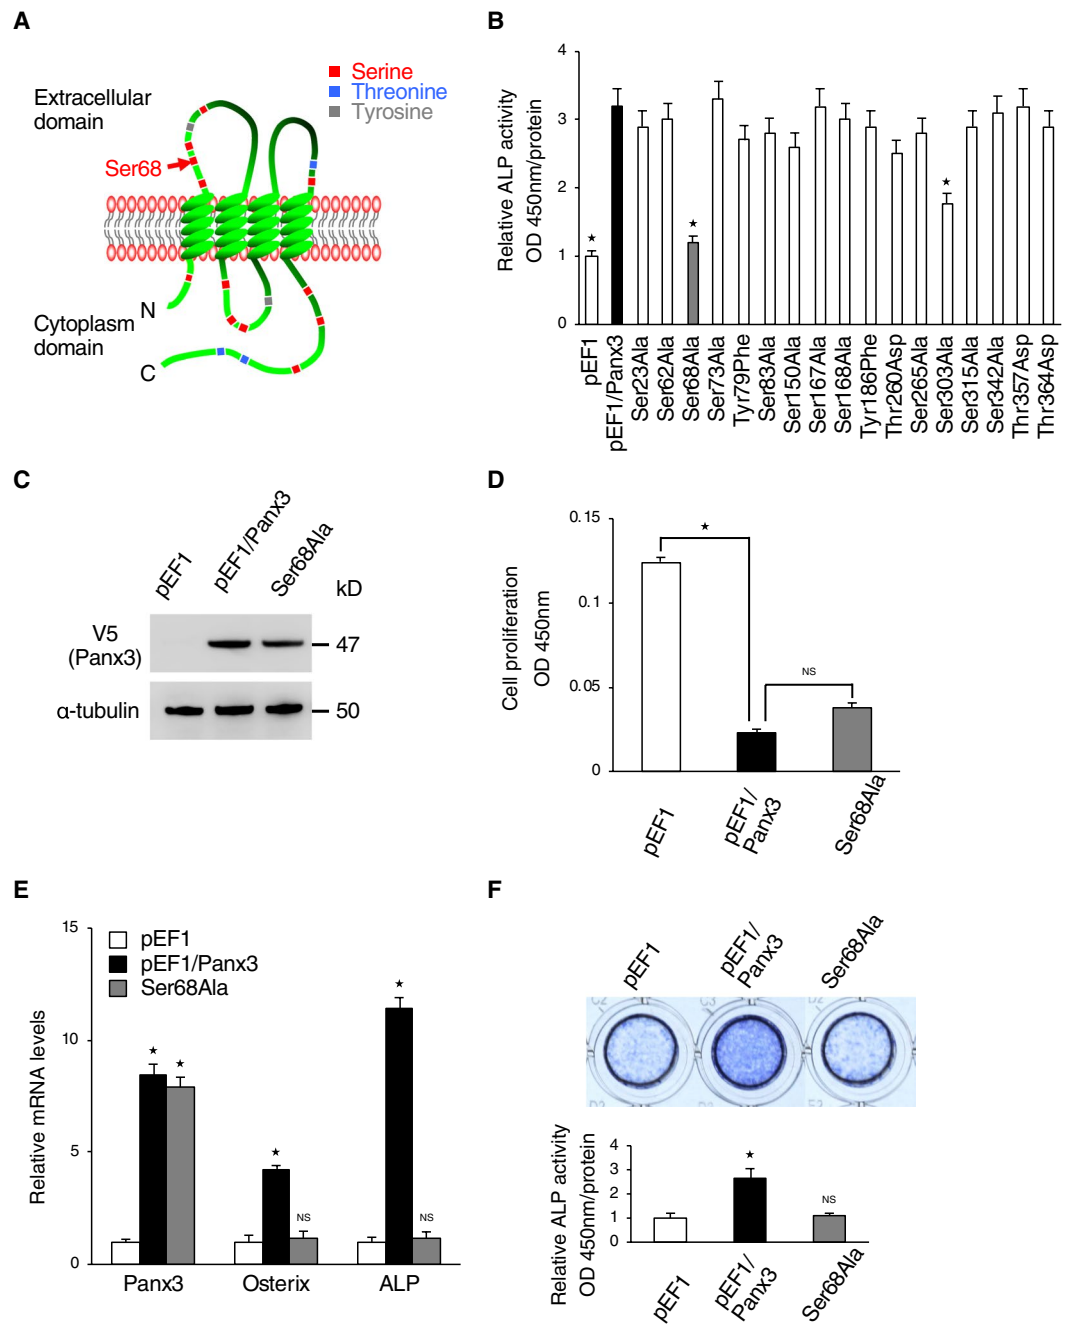 A
Extracellular
domain
Serine
Threonine
Tyrosine
Ser68
N
Cytoplasm
domain
C
B
Relative ALP activity
OD 450nm/protein
4
3
2
1
0
★
★
★
pEF1
pEF1/Panx3
Ser23Ala
Ser62Ala
Ser68Ala
Ser73Ala
Tyr79Phe
Ser83Ala
Ser150Ala
Ser167Ala
Ser168Ala
Tyr186Phe
Thr260Asp
Ser265Ala
Ser303Ala
Ser315Ala
Ser342Ala
Thr357Asp
Thr364Asp
C
pEF1
pEF1/Panx3
Ser68Ala
kD
V5
(Panx3)
47
α-tubulin
50
D
Cell proliferation
OD 450nm
0.15
0.1
0.05
0
★
NS
pEF1
pEF1/
Panx3
Ser68Ala
E
Relative mRNA levels
15
10
5
0
pEF1
pEF1/Panx3
Ser68Ala
★
★
★
NS
★
NS
Panx3
Osterix
ALP
F
pEF1
pEF1/
Panx3
Ser68Ala
Relative ALP activity
OD 450nm/protein
4
3
2
1
0
★
NS
pEF1
pEF1/
Panx3
Ser68Ala